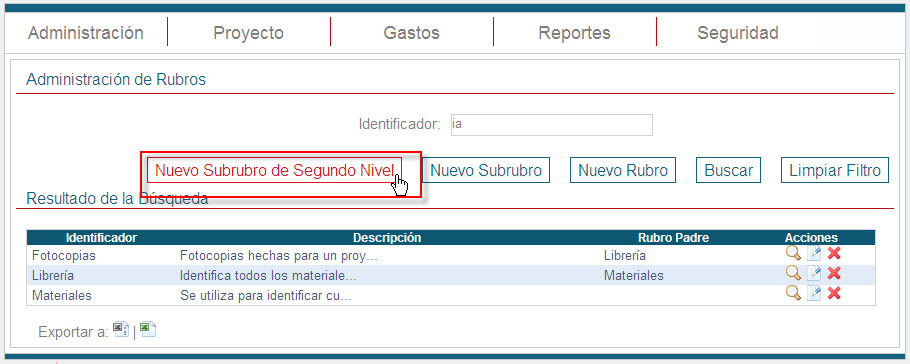 Administración Proyecto Gastos Reportes Seguridad
Administración de Rubros
Identificador: ia
Nuevo Subrubro de Segundo Nivel Nuevo Subrubro Nuevo Rubro Buscar Limpiar Filtro
Resultado de la Búsqueda
Identificador Descripción Rubro Padre Acciones
Fotocopias Fotocopias hechas para un proy... Librería
Librería Identifica todos los materiale... Materiales
Materiales Se utiliza para identificar cu...
Exportar a: |